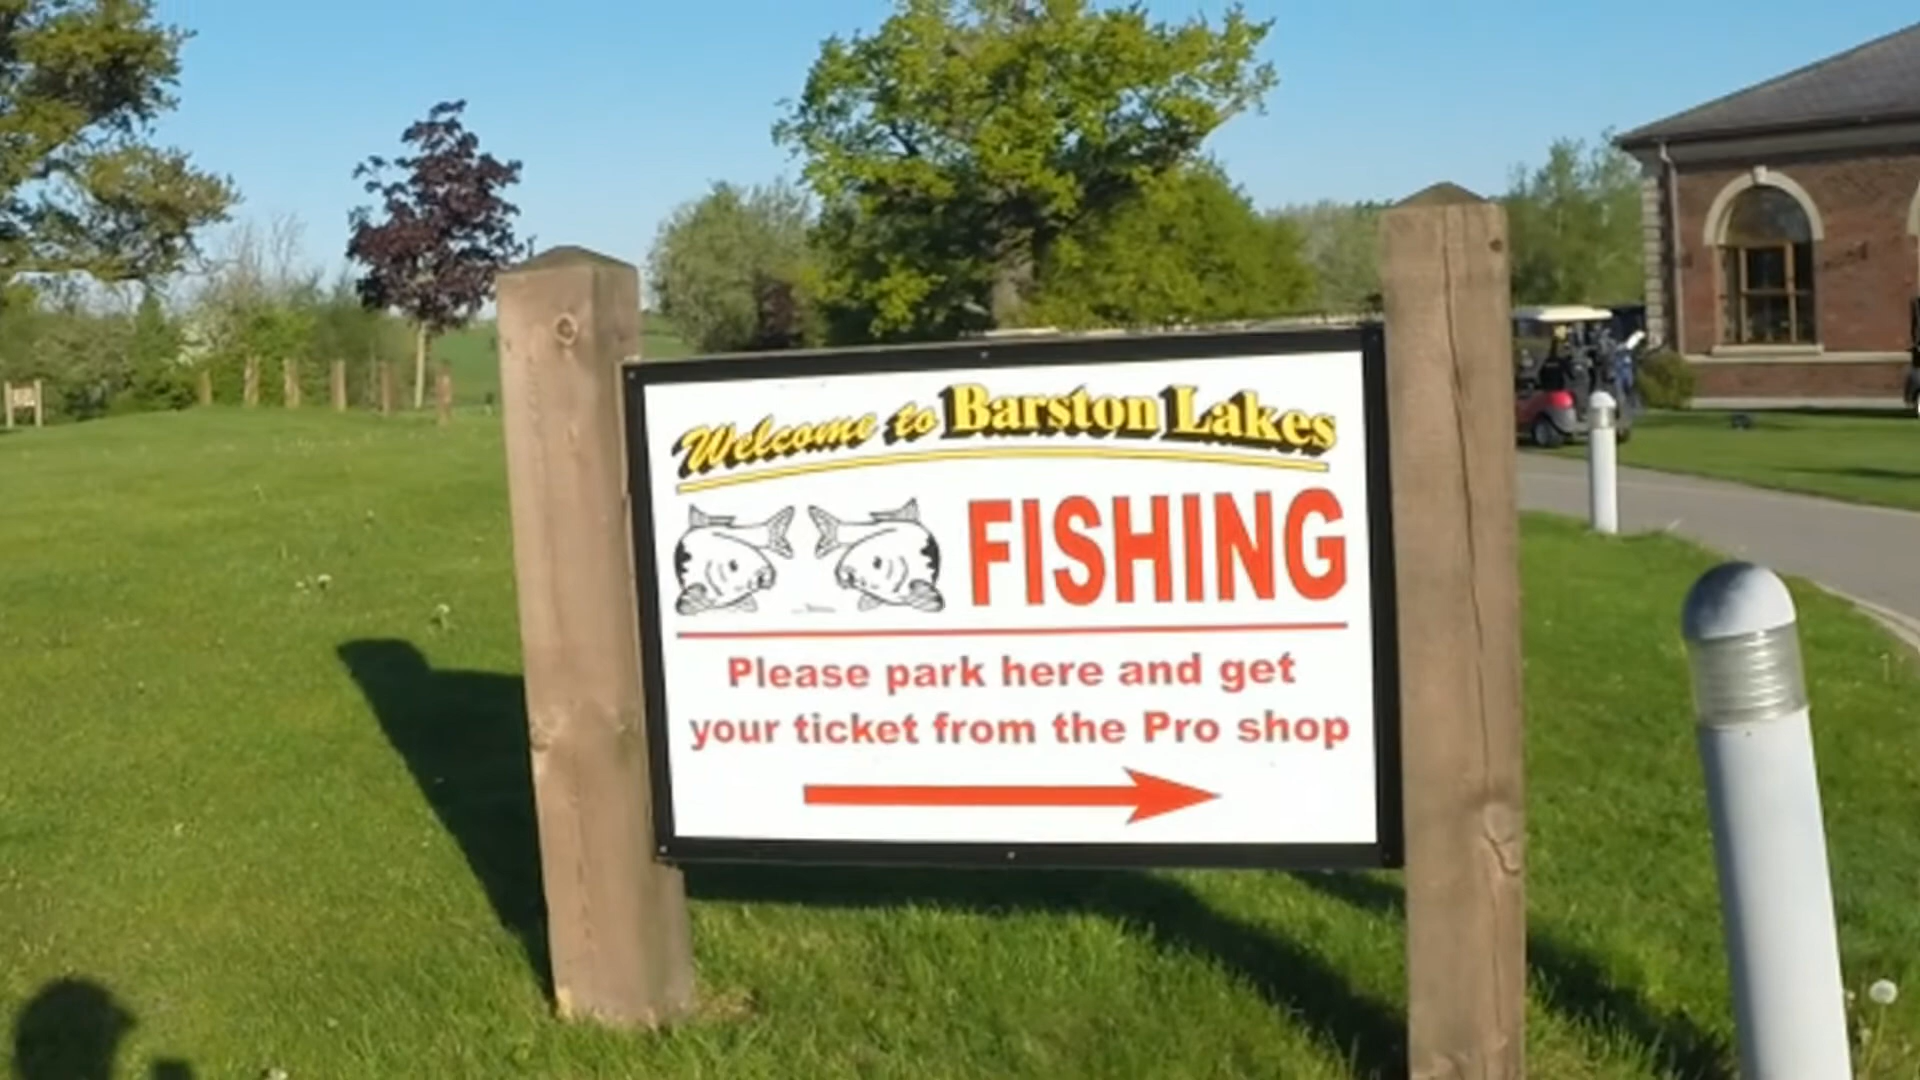 Welcome to Barston Lakes
FISHING
Please park here and get
your ticket from the Pro shop